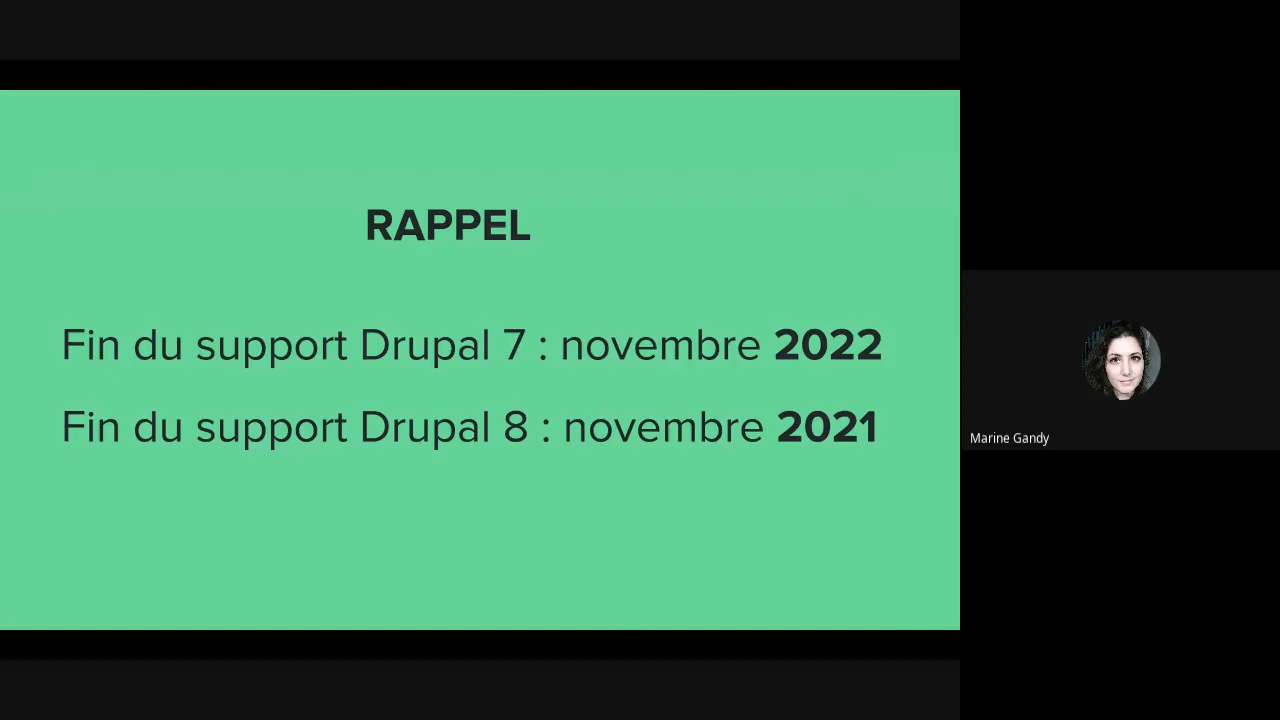 RAPPEL
Fin du support Drupal 7 : novembre 2022
Fin du support Drupal 8 : novembre 2021
Marine Gandy